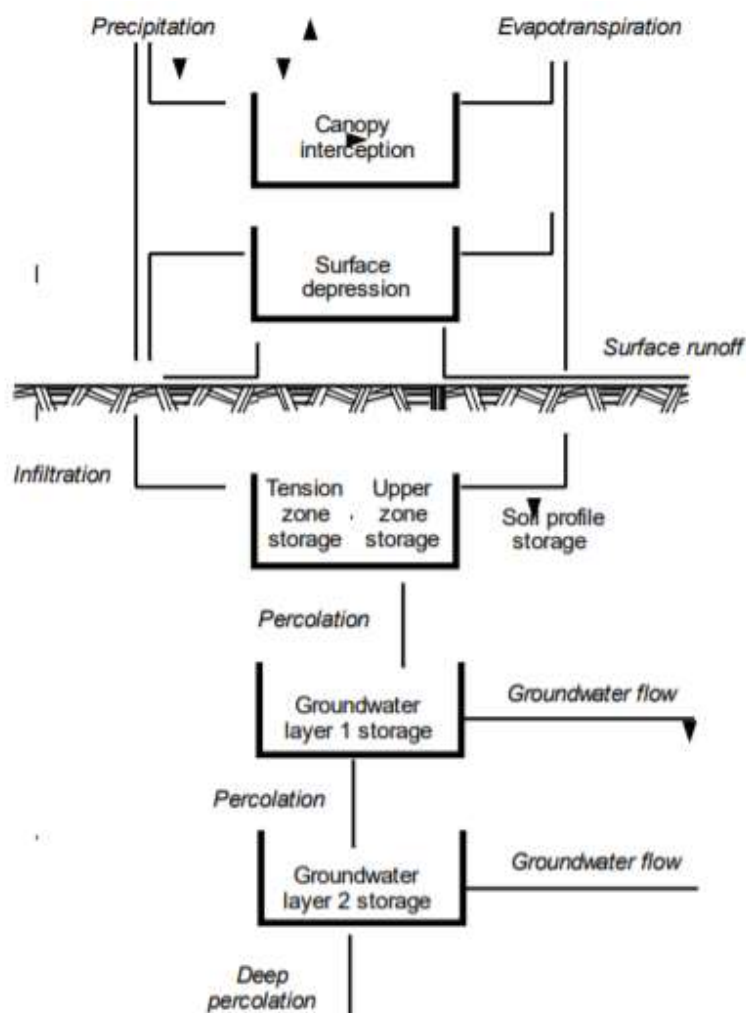 Precipitation
Evapotranspiration
Canopy
interception
Surface
depression
Surface runoff
Infiltration
Tension
zone
storage
Upper
zone
storage
Soil profile
storage
Percolation
Groundwater
layer 1 storage
Groundwater flow
Percolation
Groundwater
layer 2 storage
Groundwater flow
Deep
percolation